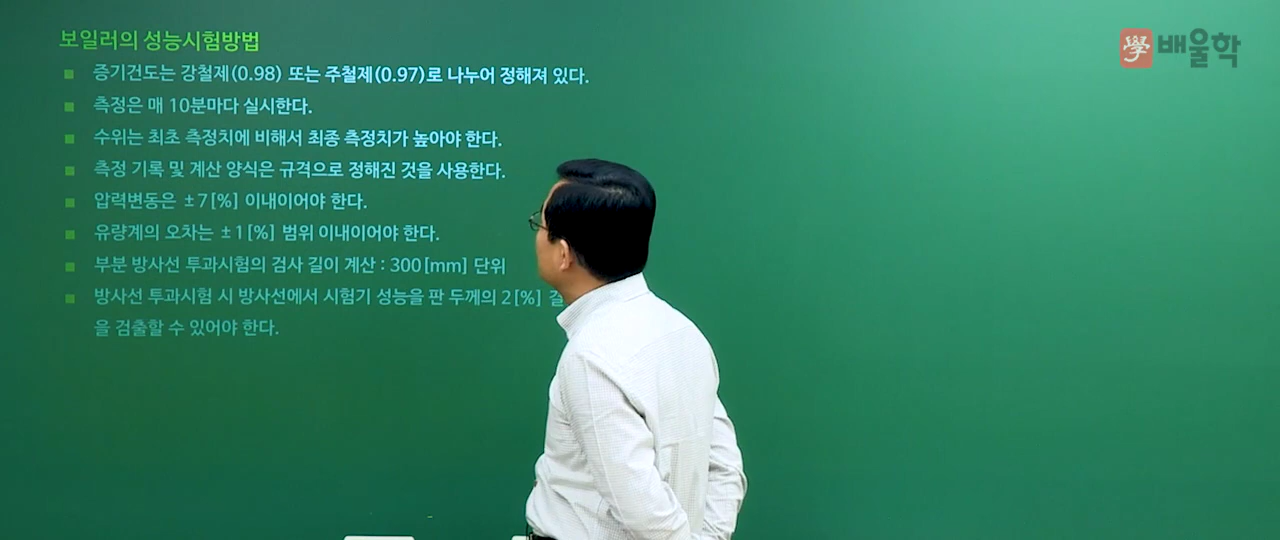 보일러의 성능시험방법
學 배울학
■ 증기건도는 강철제(0.98) 또는 주철제(0.97)로 나누어 정해져 있다.
■ 측정은 매 10분마다 실시한다.
■ 수위는 최초 측정치에 비해서 최종 측정치가 높아야 한다.
■ 측정 기록 및 계산 양식은 규격으로 정해진 것을 사용한다.
■ 압력변동은 ±7[%] 이내이어야 한다.
■ 유량계의 오차는 ±1[%] 범위 이내이어야 한다.
■ 부분 방사선 투과시험의 검사 길이 계산 : 300[mm] 단위
■ 방사선 투과시험 시 방사선에서 시험기 성능을 판 두께의 2[%]
을 검출할 수 있어야 한다.